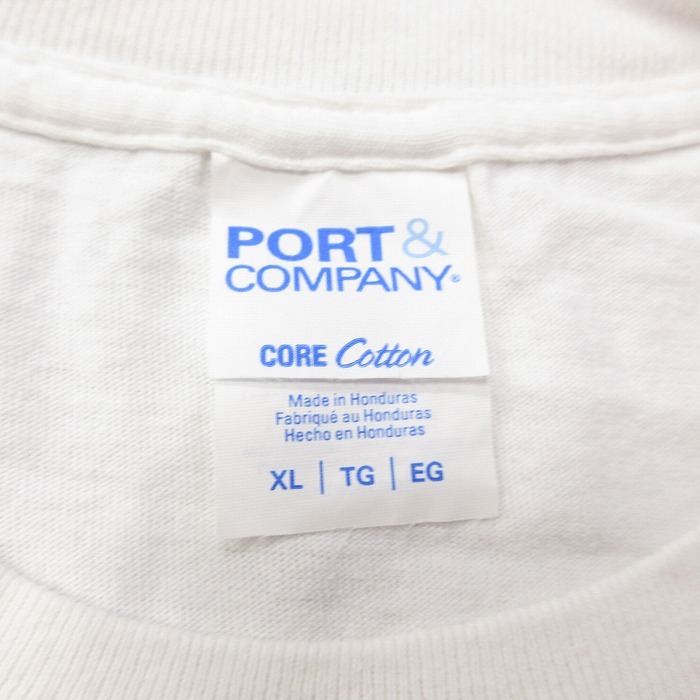 PORT &
COMPANY®
CORE Cotton
Made in Honduras
Fabriqué au Honduras
Hecho en Honduras
XL | TG | EG